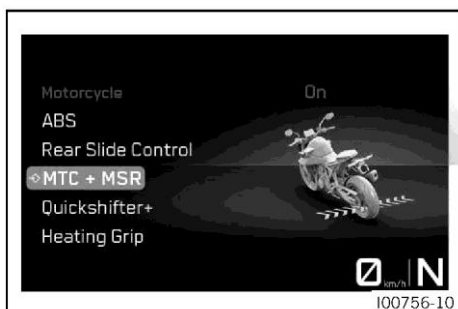 Motorcycle On
ABS
Rear Slide Control
MTC + MSR
Quickshifter+
Heating Grip
0 km/h N
I00756-10